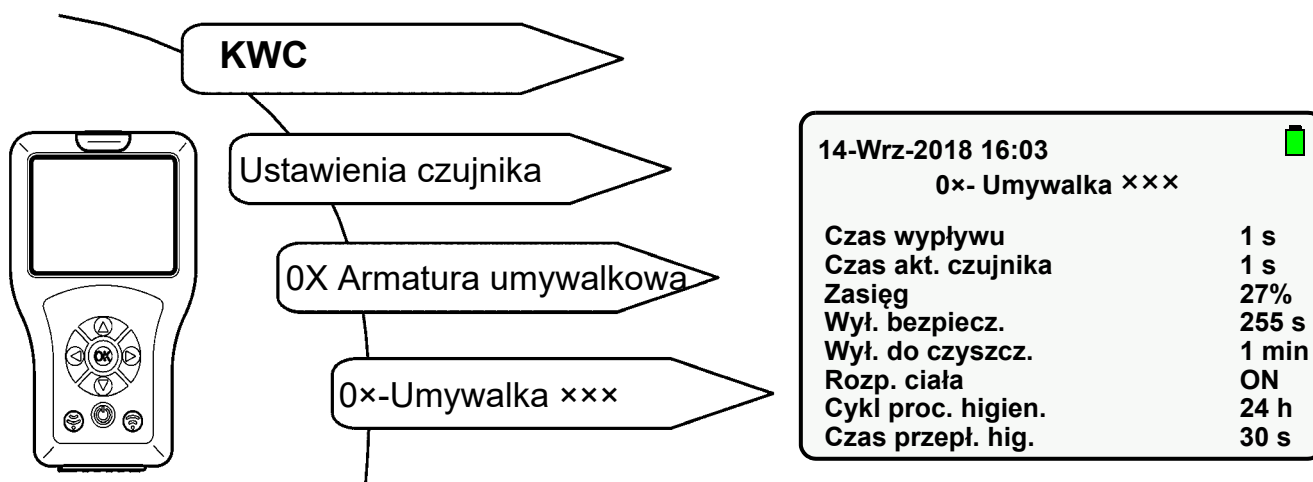 KWC
Ustawienia czujnika
0X Armatura umywalkowa
0×-Umywalka ×××
OK
14-Wrz-2018 16:03
0×- Umywalka ×××
Czas wypływu 1 s
Czas akt. czujnika 1 s
Zasięg 27%
Wył. bezpiecz. 255 s
Wył. do czyszcz. 1 min
Rozp. ciała ON
Cykl proc. higien. 24 h
Czas przepł. hig. 30 s